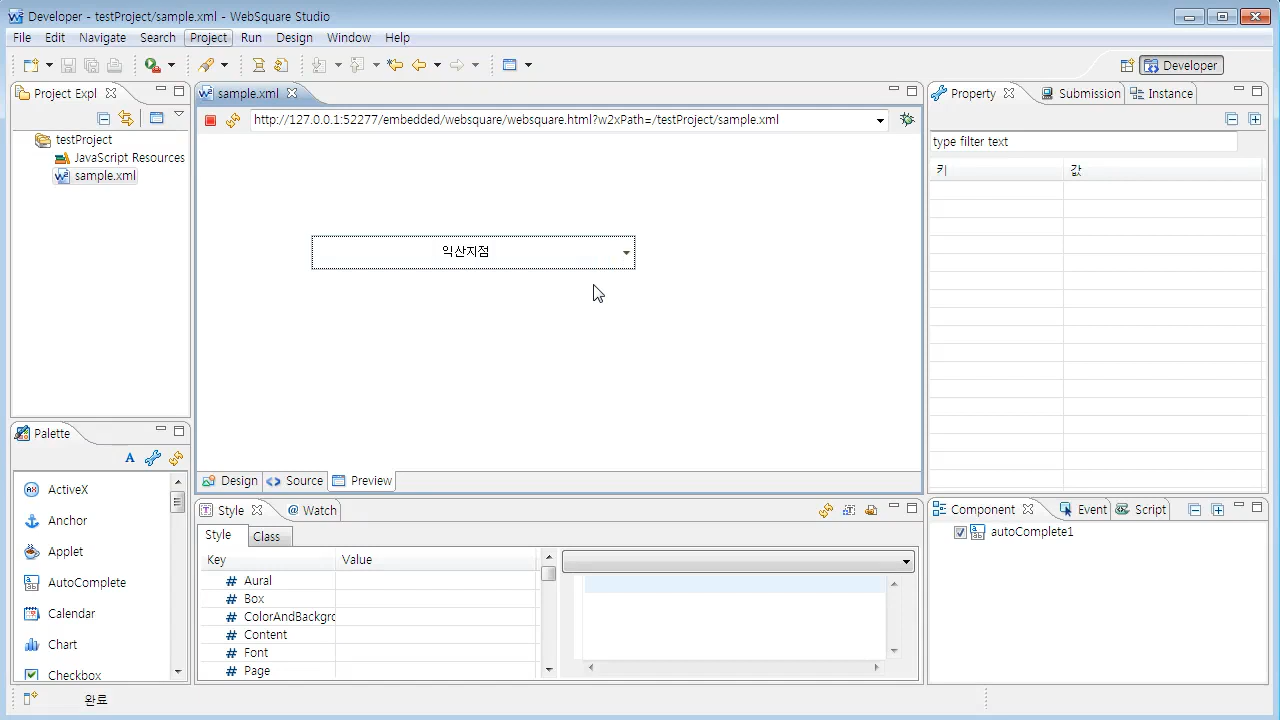 Developer - testProject/sample.xml - WebSquare Studio
File Edit Navigate Search Project Run Design Window Help
Developer
Project Expl
testProject
JavaScript Resources
sample.xml
sample.xml
http://127.0.0.1:52277/embedded/websquare/websquare.html?w2xPath=/testProject/sample.xml
익산지점
Design Source Preview
Property Submission Instance
type filter text
키 값
Palette
A
ActiveX
Anchor
Applet
AutoComplete
Calendar
Chart
Checkbox
Style @ Watch
Style Class
Key Value
# Aural
# Box
# ColorAndBackgro
# Content
# Font
# Page
Component Event Script
autoComplete1
완료